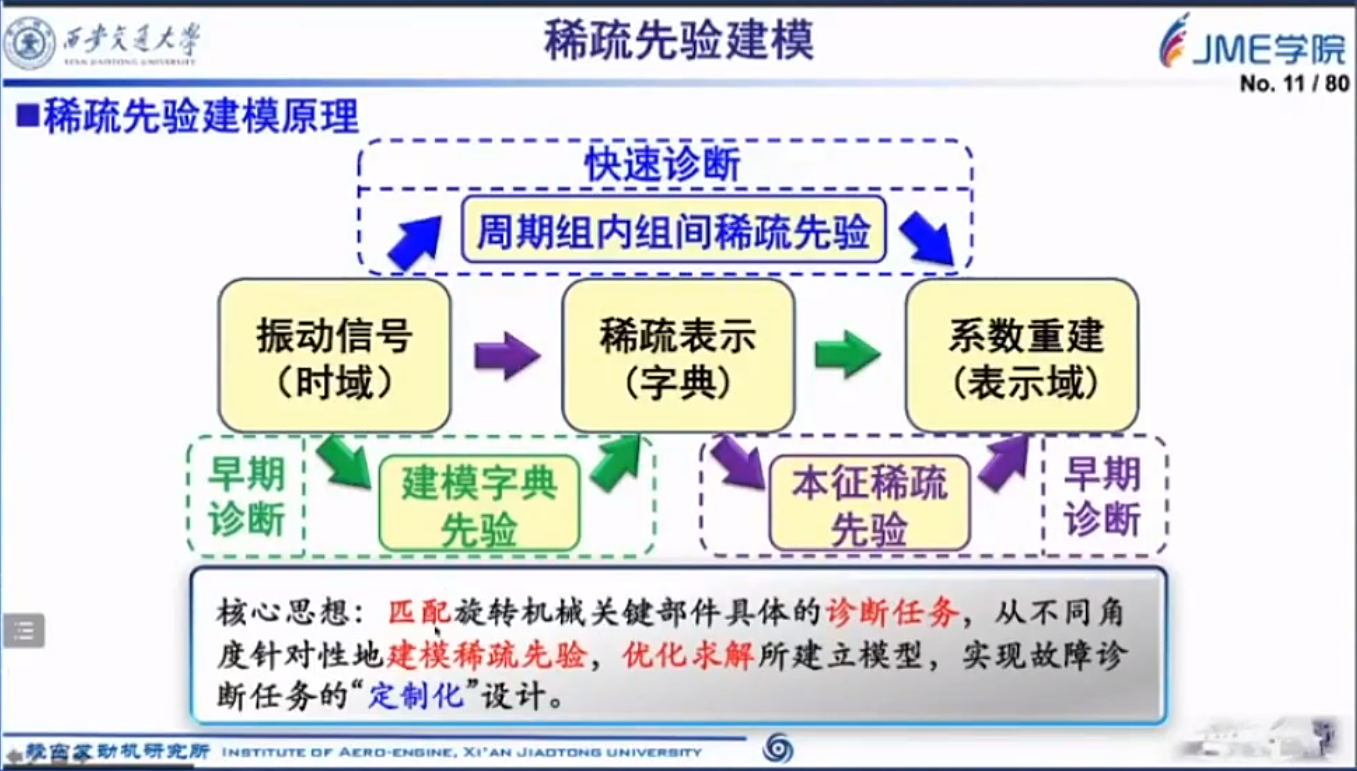 西安交通大学
XI'AN JIAOTONG UNIVERSITY
稀疏先验建模
JME学院
No. 11 / 80
■稀疏先验建模原理
快速诊断
周期组内组间稀疏先验
振动信号
（时域）
稀疏表示
(字典)
系数重建
(表示域)
早期
诊断
建模字典
先验
本征稀疏
先验
早期
诊断
核心思想：匹配旋转机械关键部件具体的诊断任务，从不同角
度针对性地建模稀疏先验，优化求解所建立模型，实现故障诊
断任务的“定制化”设计。
航空发动机研究所 INSTITUTE OF AERO-ENGINE, XI'AN JIAOTONG UNIVERSITY